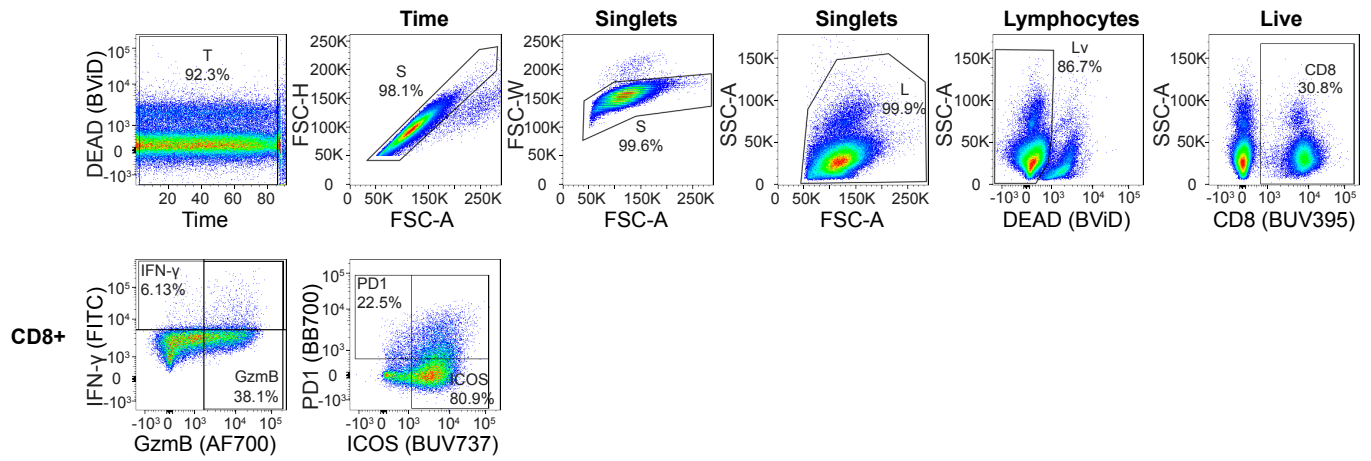 Time
Singlets
Singlets
Lymphocytes
Live
DEAD (BViD)
10⁵
10⁴
10³
0
-10³
T
92.3%
20 40 60 80
Time
FSC-H
250K
200K
150K
100K
50K
0
S
98.1%
50K 150K 250K
FSC-A
FSC-W
250K
200K
150K
100K
50K
0
S
99.6%
50K 150K 250K
FSC-A
SSC-A
150K
100K
50K
0
L
99.9%
50K 150K 250K
FSC-A
SSC-A
150K
100K
50K
0
Lv
86.7%
-10³ 0 10³ 10⁴ 10⁵
DEAD (BViD)
SSC-A
150K
100K
50K
0
CD8
30.8%
-10³ 0 10³ 10⁴ 10⁵
CD8 (BUV395)
CD8+
IFN-γ (FITC)
10⁵
10⁴
10³
0
-10³
IFN-γ
6.13%
GzmB
38.1%
-10³ 0 10³ 10⁴ 10⁵
GzmB (AF700)
PD1 (BB700)
10⁵
10⁴
10³
0
-10³
PD1
22.5%
ICOS
80.9%
-10³ 0 10³ 10⁴ 10⁵
ICOS (BUV737)